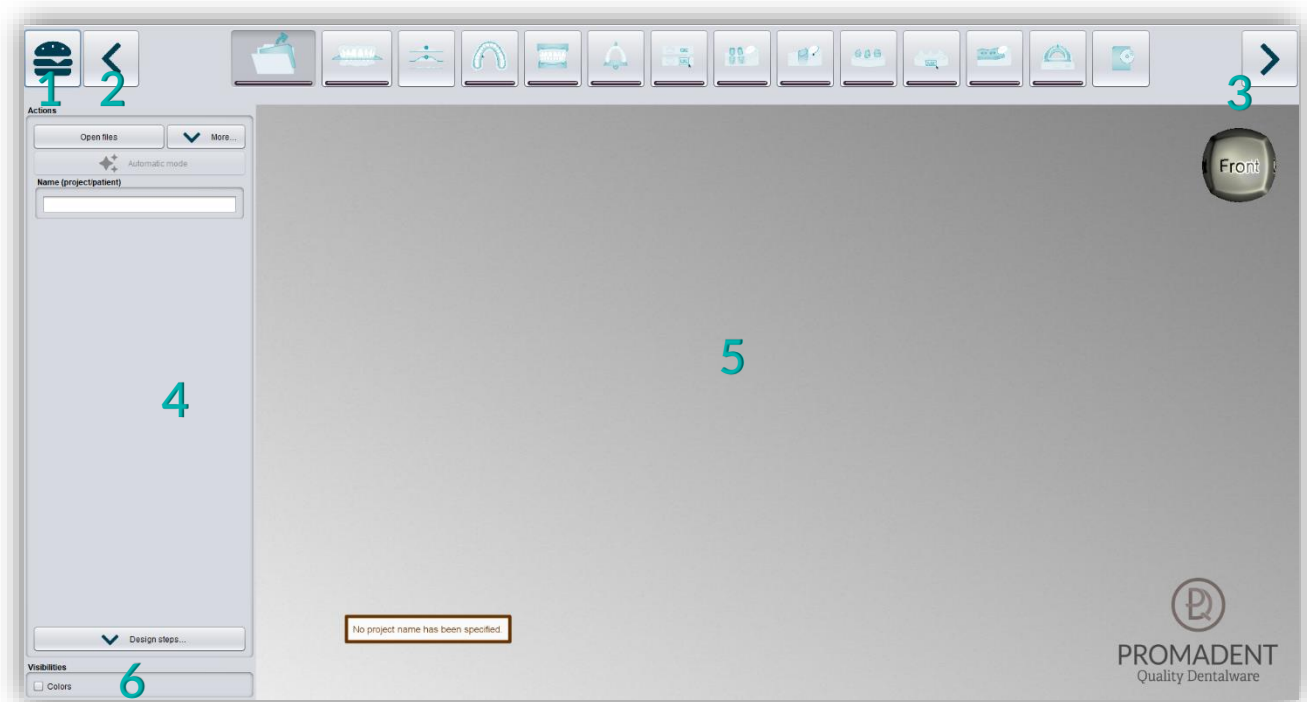 1
2
3
Actions
Open files
More...
Automatic mode
Name (project/patient)
Front
4
5
No project name has been specified.
Design steps...
Visibilities
Colors
6
PROMADENT
Quality Dentalware